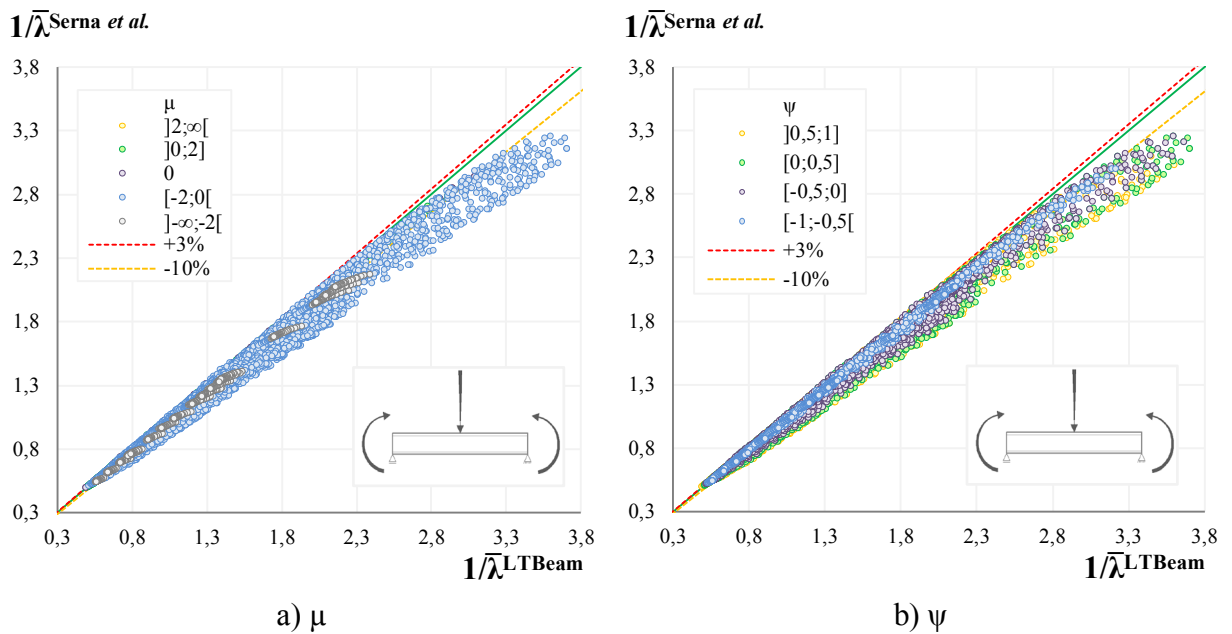 1/λ̅ Serna et al.
3,8
3,3
2,8
2,3
1,8
1,3
0,8
0,3
μ
]2;∞[
]0;2]
0
[-2;0[
]-∞;-2[
+3%
-10%
0,3 0,8 1,3 1,8 2,3 2,8 3,3 3,8
1/λ̅ LTBeam
a) μ
1/λ̅ Serna et al.
3,8
3,3
2,8
2,3
1,8
1,3
0,8
0,3
ψ
]0,5;1]
[0;0,5]
[-0,5;0]
[-1;-0,5[
+3%
-10%
0,3 0,8 1,3 1,8 2,3 2,8 3,3 3,8
1/λ̅ LTBeam
b) ψ